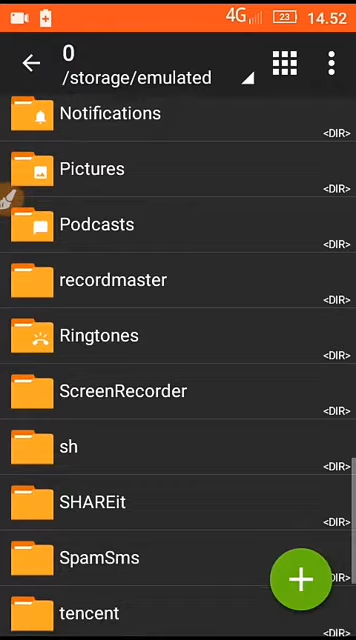 4G 23 14.52
0
/storage/emulated
Notifications
<DIR>
Pictures
<DIR>
Podcasts
<DIR>
recordmaster
<DIR>
Ringtones
<DIR>
ScreenRecorder
<DIR>
sh
<DIR>
SHAREit
<DIR>
SpamSms
DIR>
tencent
<DIR>